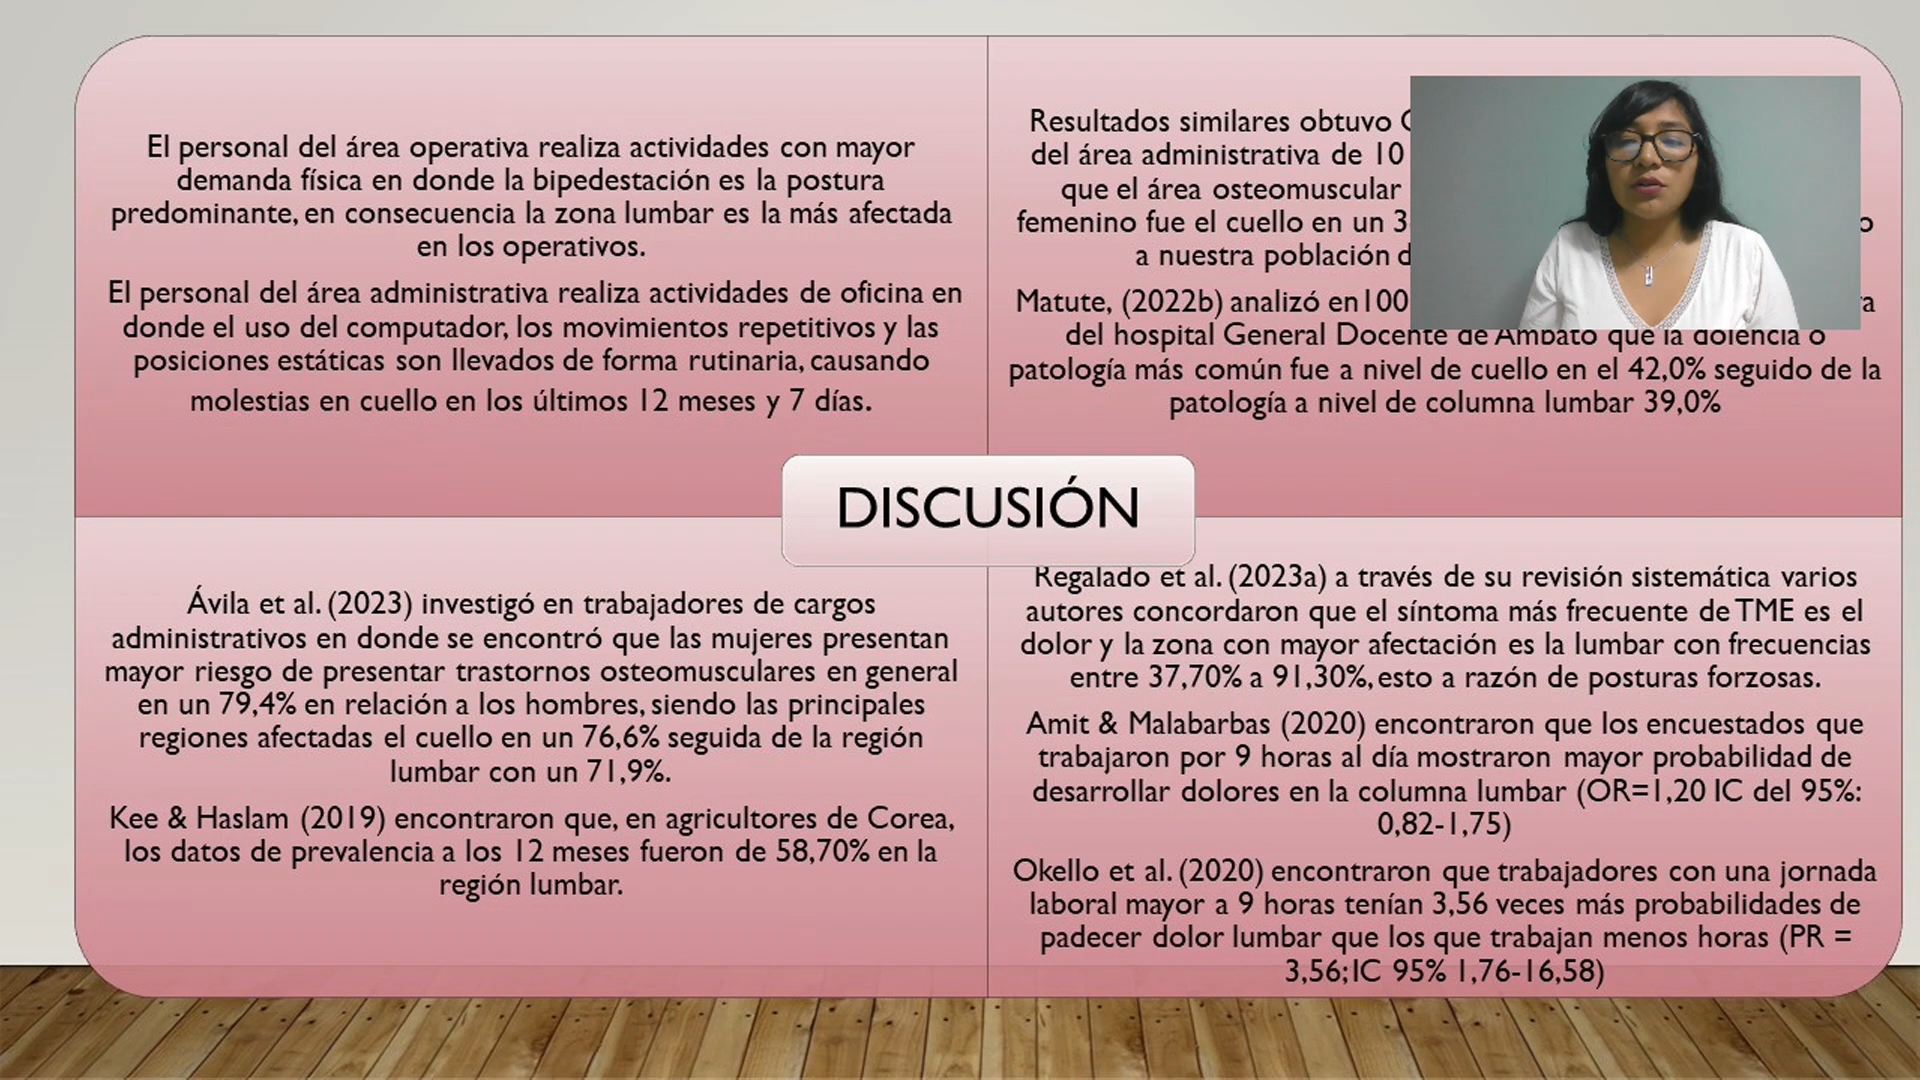 El personal del área operativa realiza actividades con mayor
demanda física en donde la bipedestación es la postura
predominante, en consecuencia la zona lumbar es la más afectada
en los operativos.
El personal del área administrativa realiza actividades de oficina en
donde el uso del computador, los movimientos repetitivos y las
posiciones estáticas son llevados de forma rutinaria, causando
molestias en cuello en los últimos 12 meses y 7 días.
Resultados similares obtuvo
del área administrativa de 10
que el área osteomuscular
femenino fue el cuello en un
a nuestra población
Matute, (2022b) analizó en100
del hospital General Docente de Ambato que la dolencia o
patología más común fue a nivel de cuello en el 42,0% seguido de la
patología a nivel de columna lumbar 39,0%
DISCUSIÓN
Ávila et al. (2023) investigó en trabajadores de cargos
administrativos en donde se encontró que las mujeres presentan
mayor riesgo de presentar trastornos osteomusculares en general
en un 79,4% en relación a los hombres, siendo las principales
regiones afectadas el cuello en un 76,6% seguida de la región
lumbar con un 71,9%.
Kee & Haslam (2019) encontraron que, en agricultores de Corea,
los datos de prevalencia a los 12 meses fueron de 58,70% en la
región lumbar.
Regalado et al. (2023a) a través de su revisión sistemática varios
autores concordaron que el síntoma más frecuente de TME es el
dolor y la zona con mayor afectación es la lumbar con frecuencias
entre 37,70% a 91,30%, esto a razón de posturas forzosas.
Amit & Malabarbas (2020) encontraron que los encuestados que
trabajaron por 9 horas al día mostraron mayor probabilidad de
desarrollar dolores en la columna lumbar (OR=1,20 IC del 95%:
0,82-1,75)
Okello et al. (2020) encontraron que trabajadores con una jornada
laboral mayor a 9 horas tenían 3,56 veces más probabilidades de
padecer dolor lumbar que los que trabajan menos horas (PR =
3,56; IC 95% 1,76-16,58)